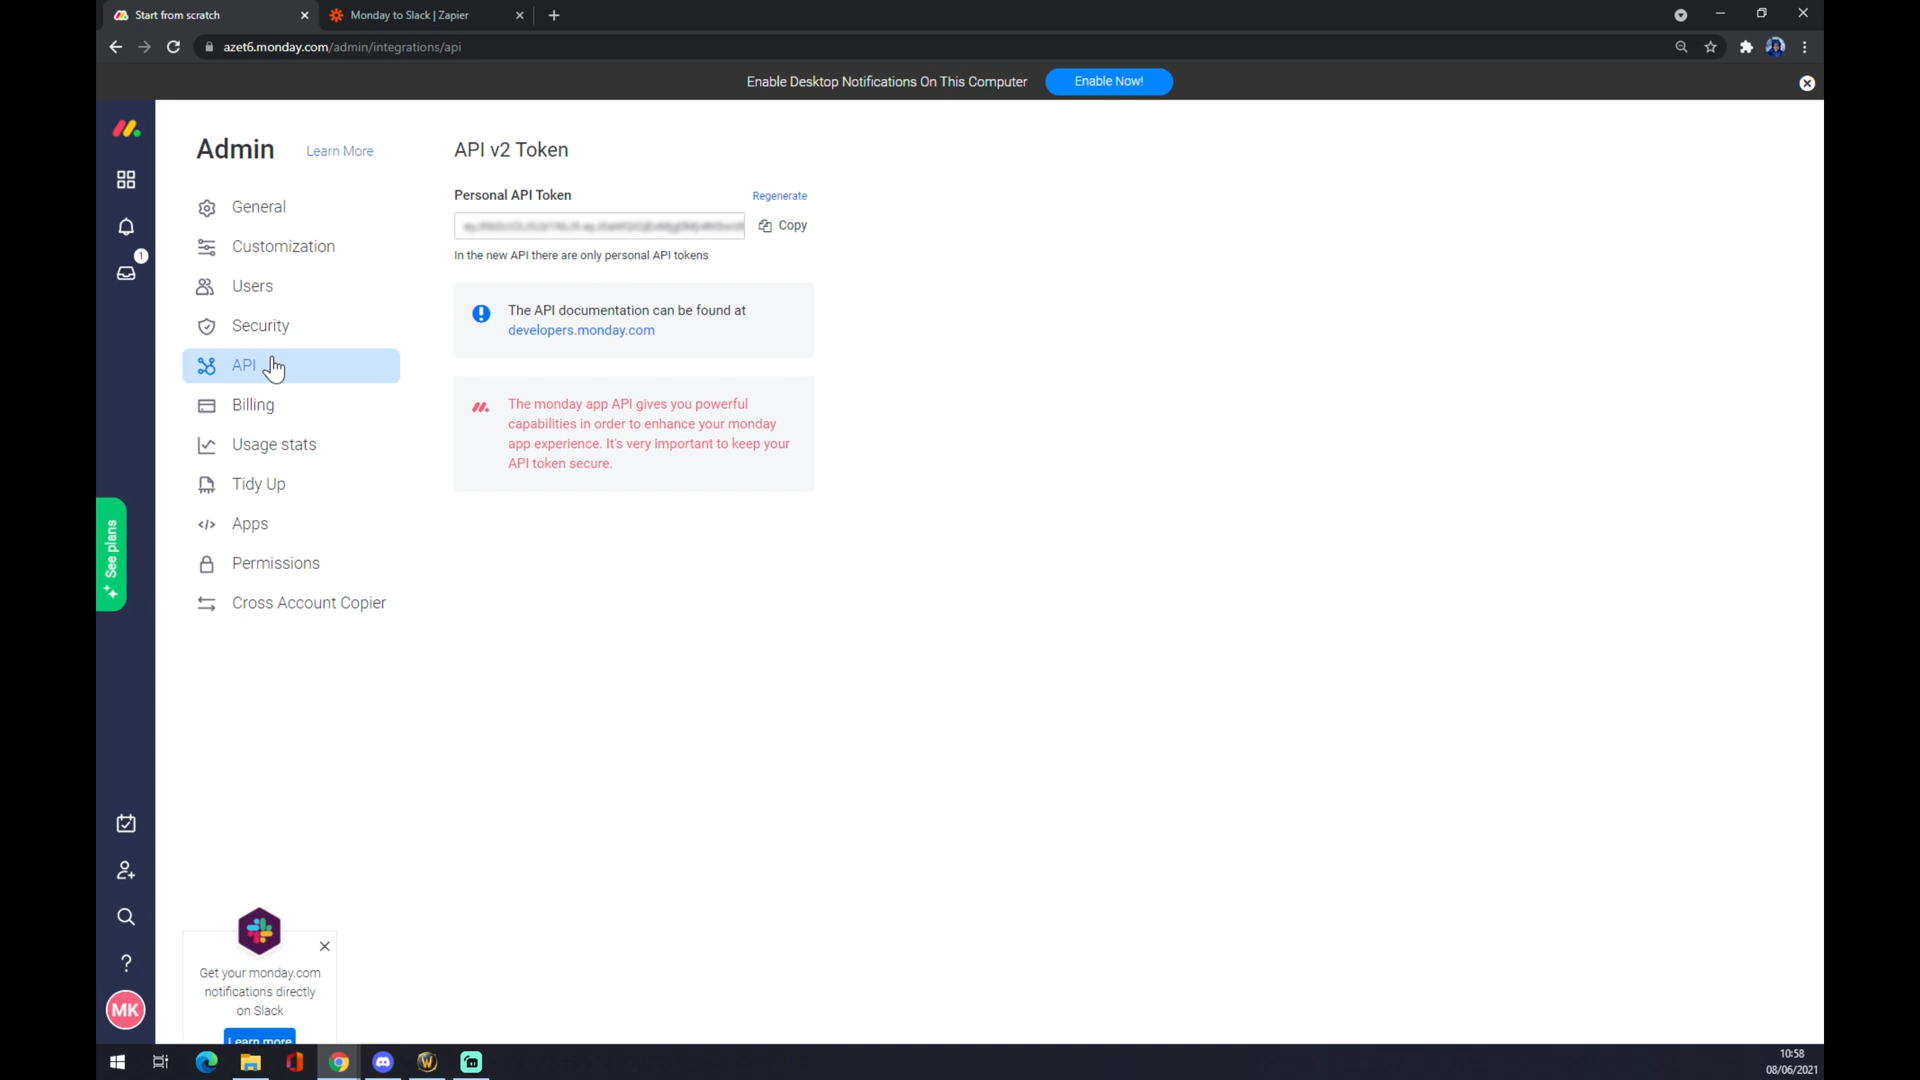 Start from scratch
Monday to Slack | Zapier
azet6.monday.com/admin/integrations/api
Enable Desktop Notifications On This Computer
Enable Now!
Admin
Learn More
General
Customization
Users
Security
API
Billing
Usage stats
Tidy Up
Apps
Permissions
Cross Account Copier
API v2 Token
Personal API Token
Regenerate
Copy
In the new API there are only personal API tokens
The API documentation can be found at
developers.monday.com
The monday app API gives you powerful
capabilities in order to enhance your monday
app experience. It's very important to keep your
API token secure.
1
See plans
MK
Get your monday.com
notifications directly
on Slack
Learn more
10:58
08/06/2021